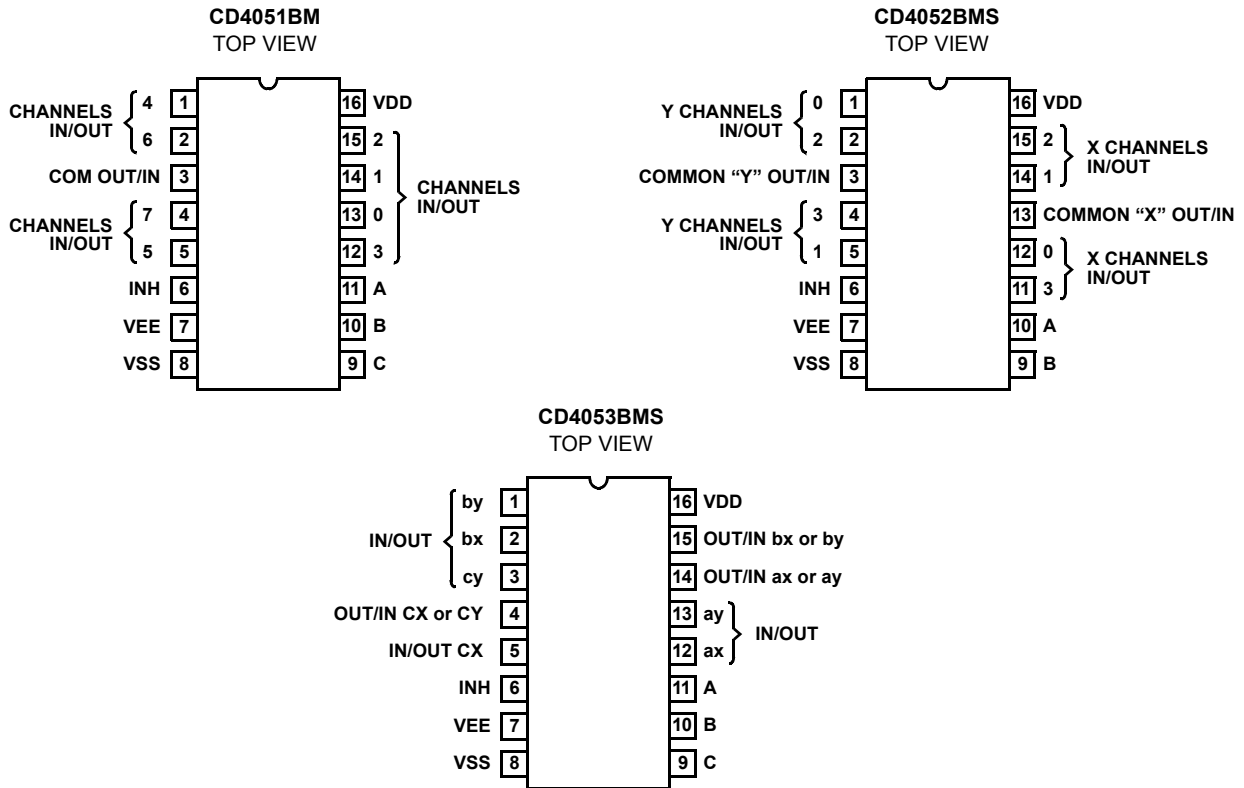 CD4051BM
TOP VIEW
CHANNELS
IN/OUT
4 1
6 2
COM OUT/IN 3
CHANNELS
IN/OUT
7 4
5 5
INH 6
VEE 7
VSS 8
16 VDD
15 2
14 1
13 0
12 3
CHANNELS
IN/OUT
11 A
10 B
9 C
CD4052BMS
TOP VIEW
Y CHANNELS
IN/OUT
0 1
2 2
COMMON “Y” OUT/IN 3
Y CHANNELS
IN/OUT
3 4
1 5
INH 6
VEE 7
VSS 8
16 VDD
15 2
14 1
X CHANNELS
IN/OUT
13 COMMON “X” OUT/IN
12 0
11 3
X CHANNELS
IN/OUT
10 A
9 B
CD4053BMS
TOP VIEW
IN/OUT
by 1
bx 2
cy 3
OUT/IN CX or CY 4
IN/OUT CX 5
INH 6
VEE 7
VSS 8
16 VDD
15 OUT/IN bx or by
14 OUT/IN ax or ay
13 ay
12 ax
IN/OUT
11 A
10 B
9 C